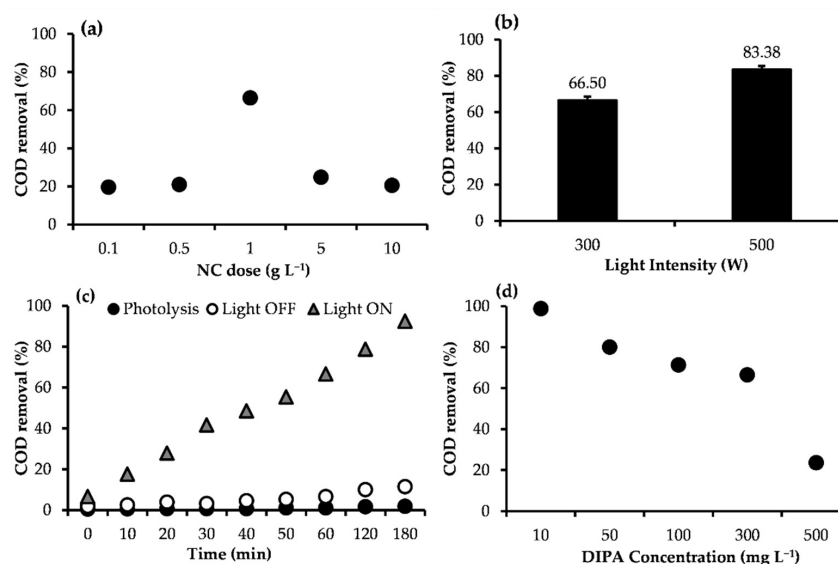 (a)
COD removal (%)
100
80
60
40
20
0
0.1 0.5 1 5 10
NC dose (g L⁻¹)
(b)
COD removal (%)
100
80
60
40
20
0
66.50
83.38
300 500
Light Intensity (W)
(c)
Photolysis Light OFF Light ON
COD removal (%)
100
80
60
40
20
0
0 10 20 30 40 50 60 120 180
Time (min)
(d)
COD removal (%)
100
80
60
40
20
0
10 50 100 300 500
DIPA Concentration (mg L⁻¹)